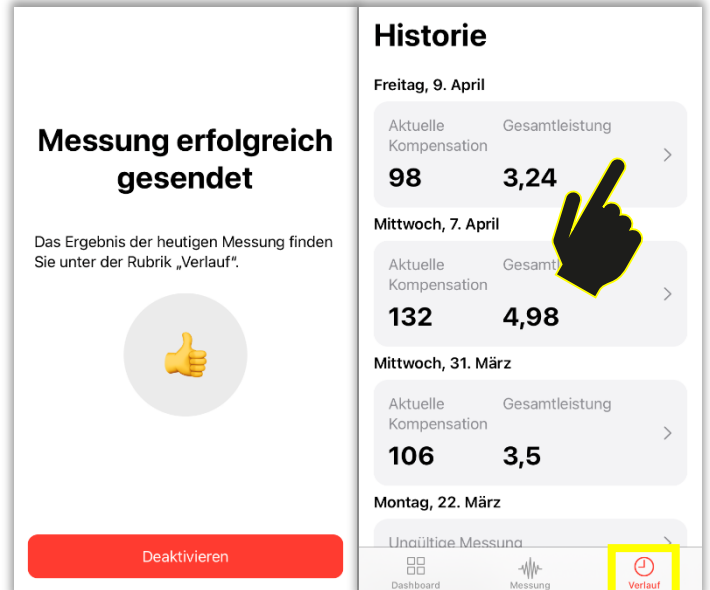 Messung erfolgreich
gesendet
Das Ergebnis der heutigen Messung finden
Sie unter der Rubrik „Verlauf“.
Deaktivieren
Historie
Freitag, 9. April
Aktuelle
Kompensation
Gesamtleistung
98
3,24
Mittwoch, 7. April
Aktuelle
Kompensation
132
4,98
Mittwoch, 31. März
Aktuelle
Kompensation
Gesamtleistung
106
3,5
Montag, 22. März
Ungültige Messung
Dashboard
Messung
Verlauf